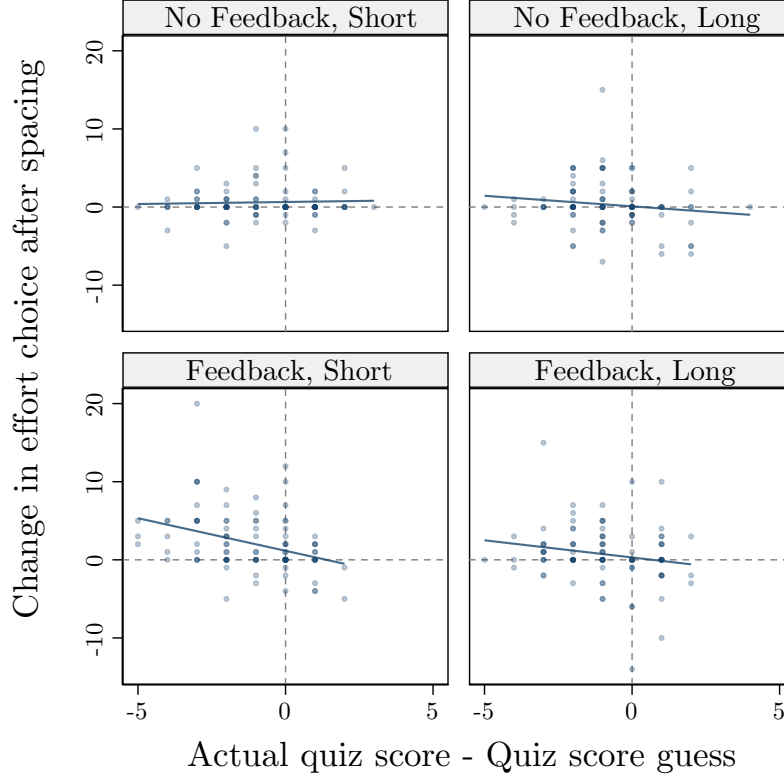 No Feedback, Short
No Feedback, Long
20
10
0
-10
Feedback, Short
Feedback, Long
20
10
0
-10
-5
0
5
-5
0
5
Change in effort choice after spacing
Actual quiz score - Quiz score guess